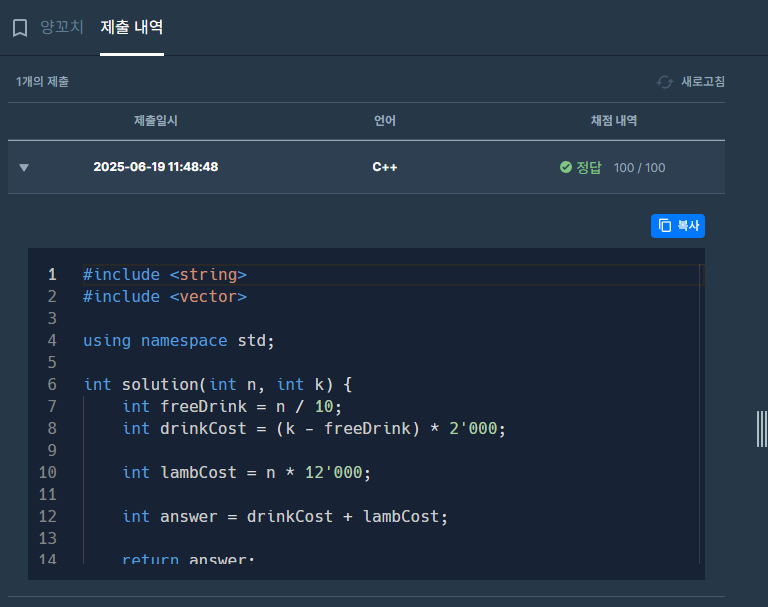 양꼬치 제출 내역
1개의 제출 새로고침
제출일시 언어 채점 내역
2025-06-19 11:48:48 C++ 정답 100 / 100
복사
1 #include <string>
2 #include <vector>
3
4 using namespace std;
5
6 int solution(int n, int k) {
7 int freeDrink = n / 10;
8 int drinkCost = (k - freeDrink) * 2'000;
9
10 int lambCost = n * 12'000;
11
12 int answer = drinkCost + lambCost;
13
14 return answer;